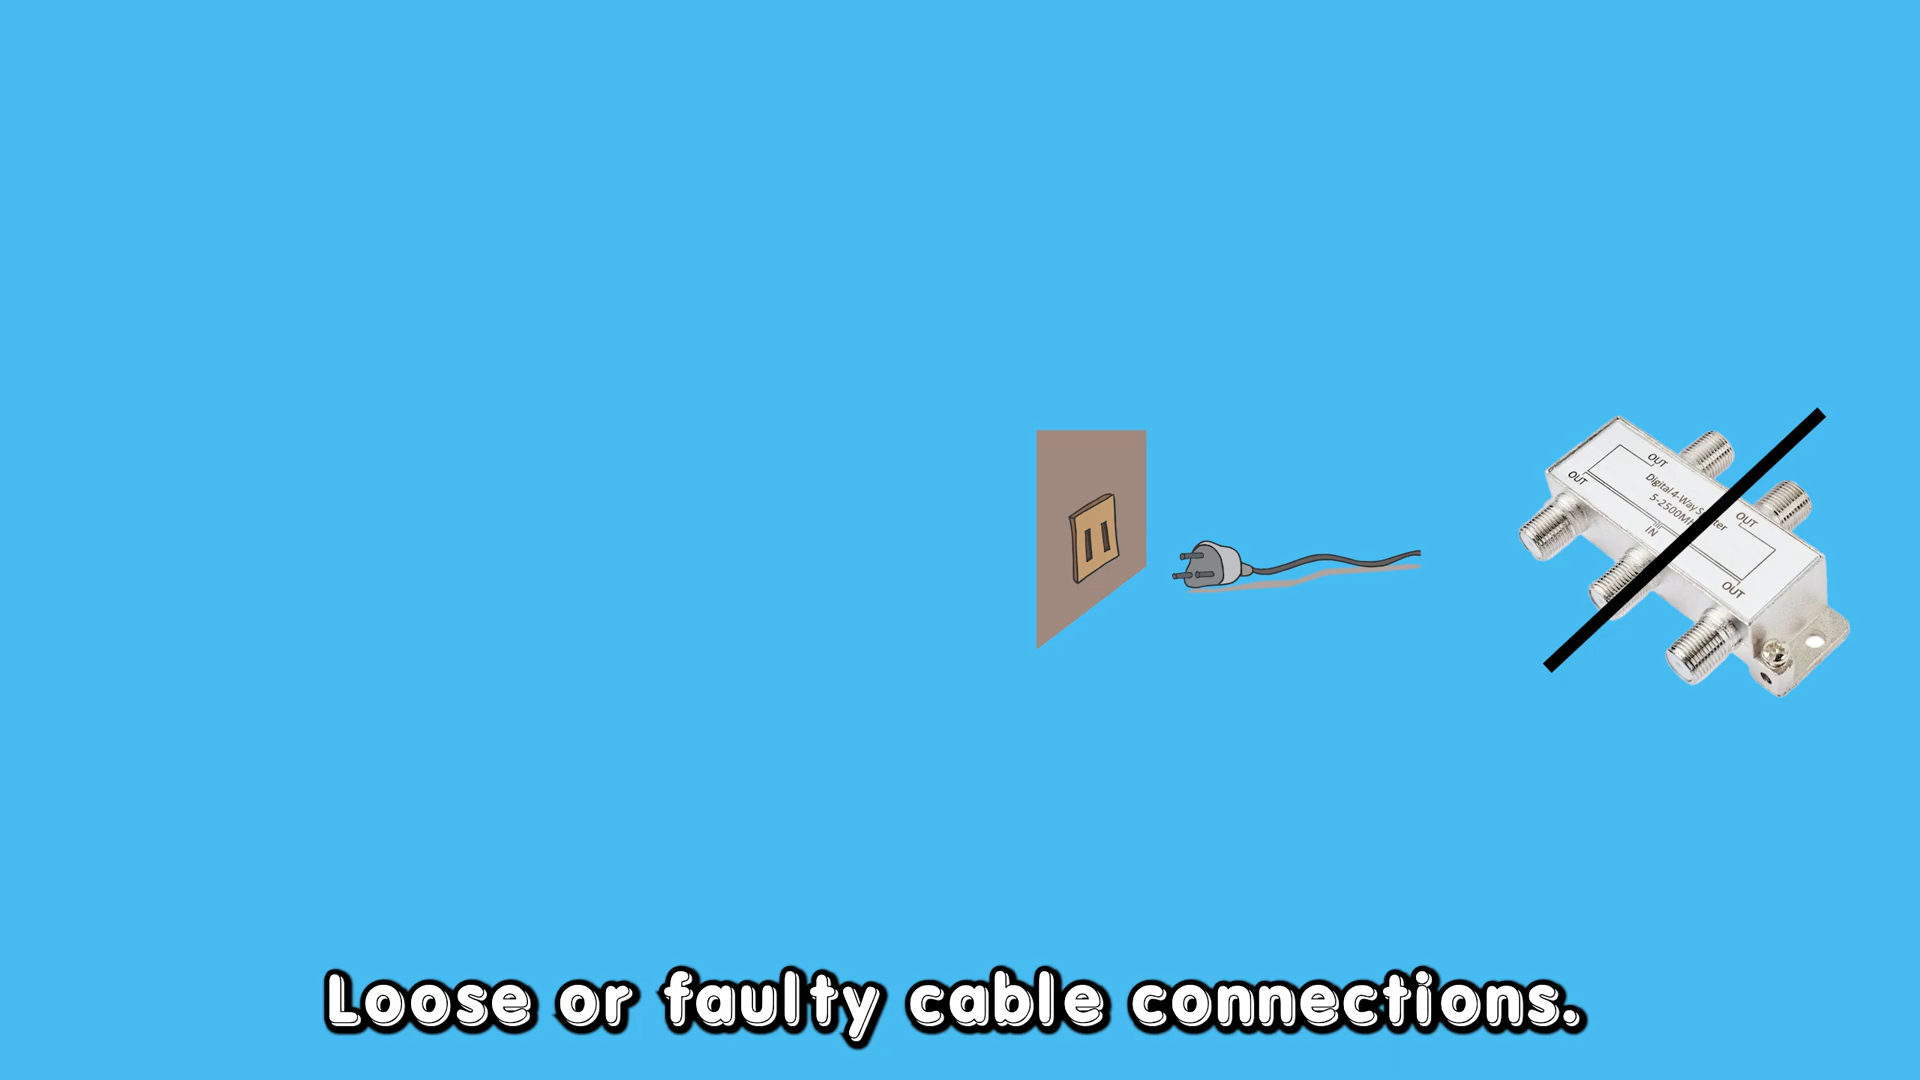 OUT
OUT
Digital 4-Way
5-2500M
IN
OUT
OUT
Loose or faulty cable connections.